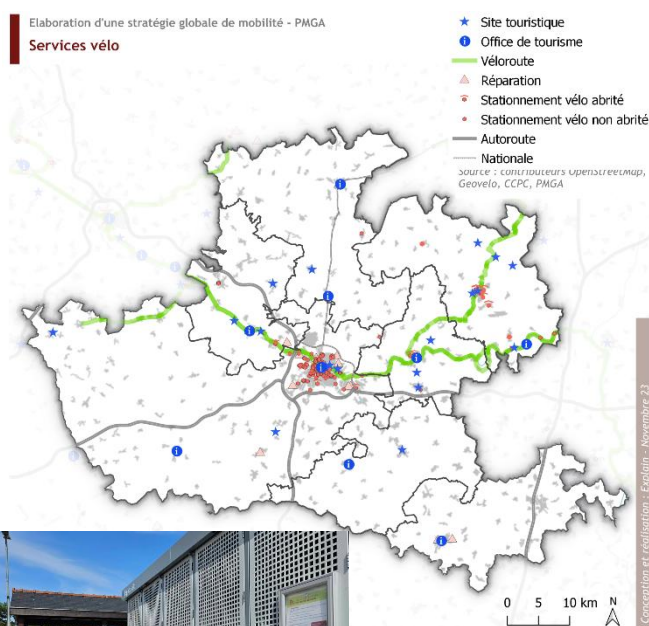 Elaboration d'une stratégie globale de mobilité - PMGA
Services vélo
Site touristique
Office de tourisme
Véloroute
Réparation
Stationnement vélo abrité
Stationnement vélo non abrité
Autoroute
Nationale
Source : contributeurs OpenStreetMap,
Geovelo, CCPC, PMGA
Conception et réalisation : Explain - Novembre 23
0 5 10 km N